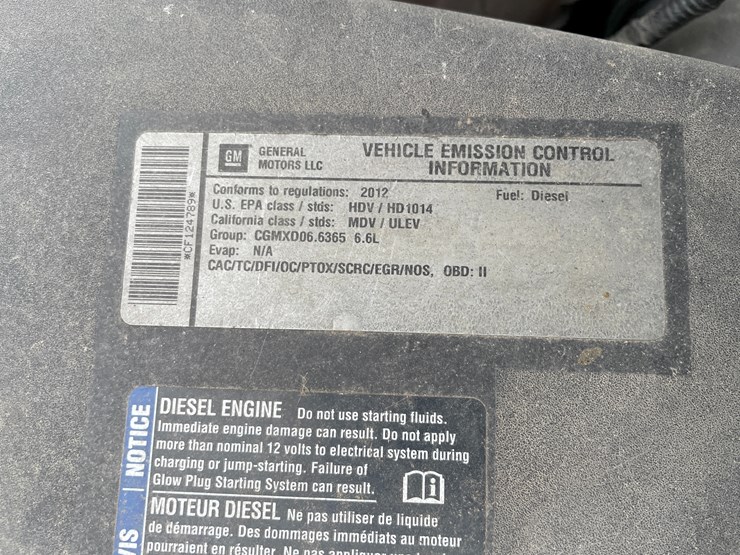 GM GENERAL MOTORS LLC
VEHICLE EMISSION CONTROL
INFORMATION
Conforms to regulations: 2012 Fuel: Diesel
U.S. EPA class / stds: HDV / HD1014
California class / stds: MDV / ULEV
Group: CGMXD06.6365 6.6L
Evap: N/A
CAC/TC/DFI/OC/PTOX/SCRC/EGR/NOS, OBD: II
*CF124789*
NOTICE
DIESEL ENGINE Do not use starting fluids.
Immediate engine damage can result. Do not apply
more than nominal 12 volts to electrical system during
charging or jump-starting. Failure of
Glow Plug Starting System can result.
VIS
MOTEUR DIESEL Ne pas utiliser de liquide
de démarrage. Des dommages immédiats au moteur
pourraient en résulter. Ne pas